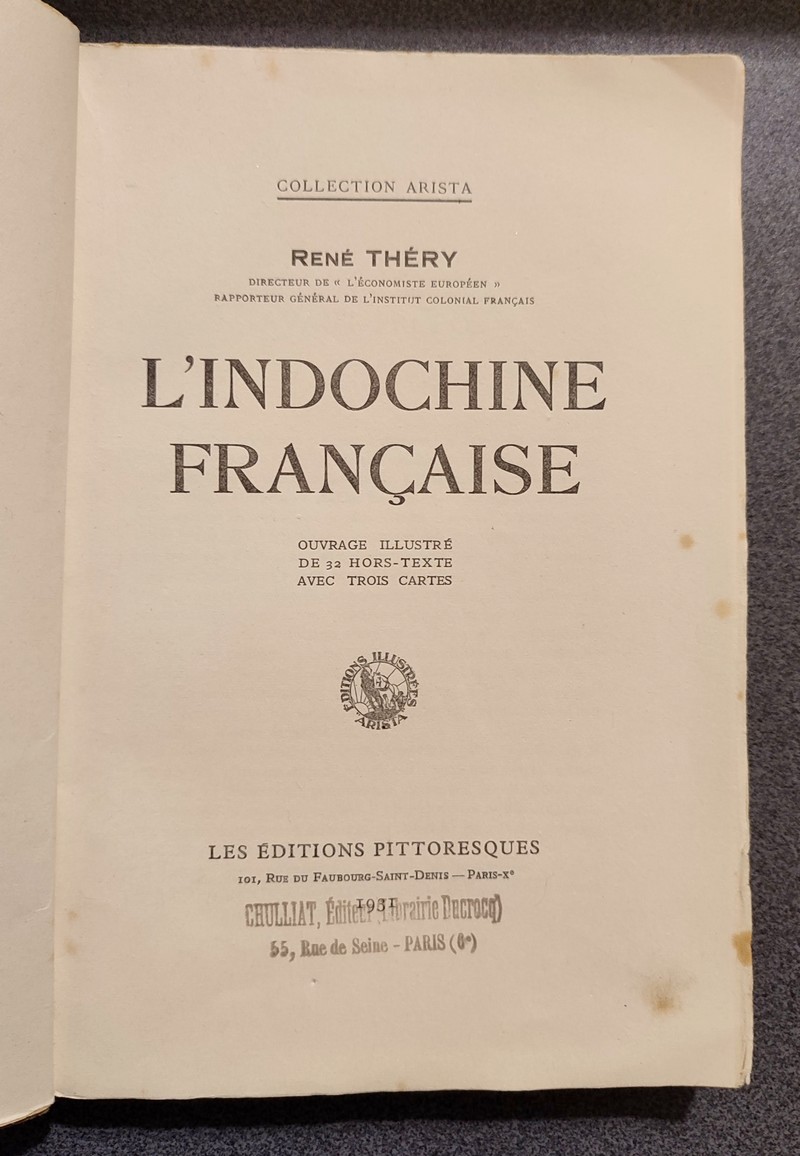 COLLECTION ARISTA
RENÉ THÉRY
DIRECTEUR DE « L'ÉCONOMISTE EUROPÉEN »
RAPPORTEUR GÉNÉRAL DE L'INSTITUT COLONIAL FRANÇAIS
L'INDOCHINE
FRANÇAISE
OUVRAGE ILLUSTRÉ
DE 32 HORS-TEXTE
AVEC TROIS CARTES
EDITIONS ILLUSTRÉES
"ARISTA"
LES ÉDITIONS PITTORESQUES
101, RUE DU FAUBOURG-SAINT-DENIS — PARIS-Xe
1931
CHULLIAT, Éditeur (Librairie Ducrocq)
55, Rue de Seine - PARIS (6e)